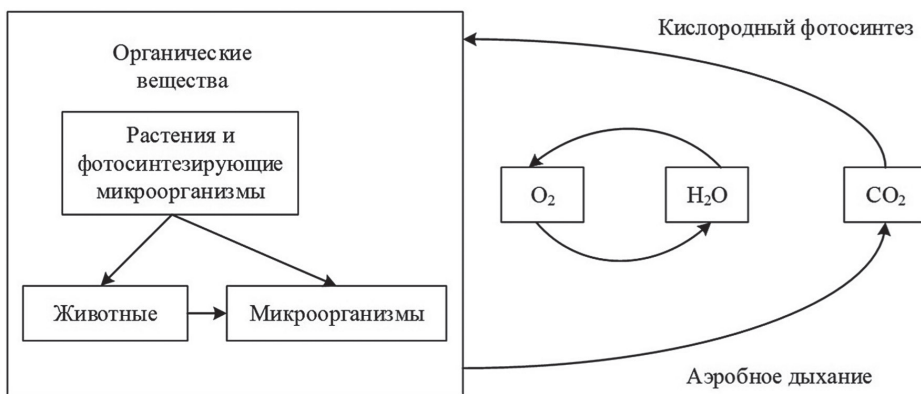 Кислородный фотосинтез
Органические
вещества
Растения и
фотосинтезирующие
микроорганизмы
O₂
H₂O
CO₂
Животные
Микроорганизмы
Аэробное дыхание